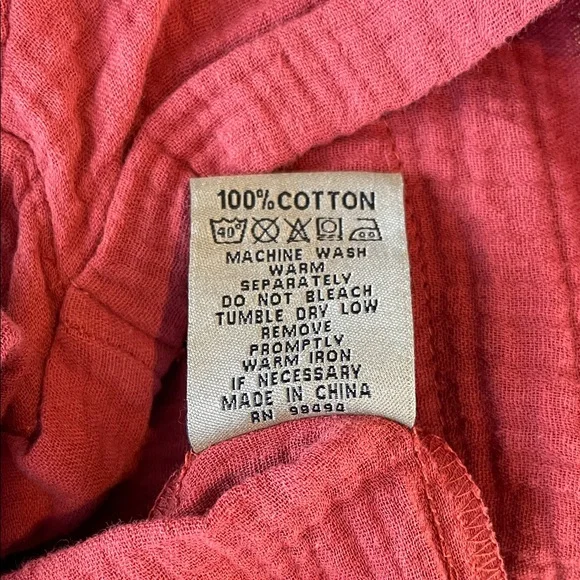 100% COTTON
40°
MACHINE WASH
WARM
SEPARATELY
DO NOT BLEACH
TUMBLE DRY LOW
REMOVE
PROMPTLY
WARM IRON
IF NECESSARY
MADE IN CHINA
RN 99494